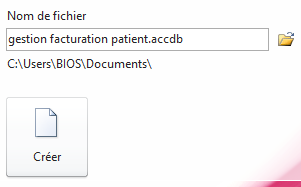 Nom de fichier
gestion facturation patient.accdb
C:\Users\BIOS\Documents\
Créer